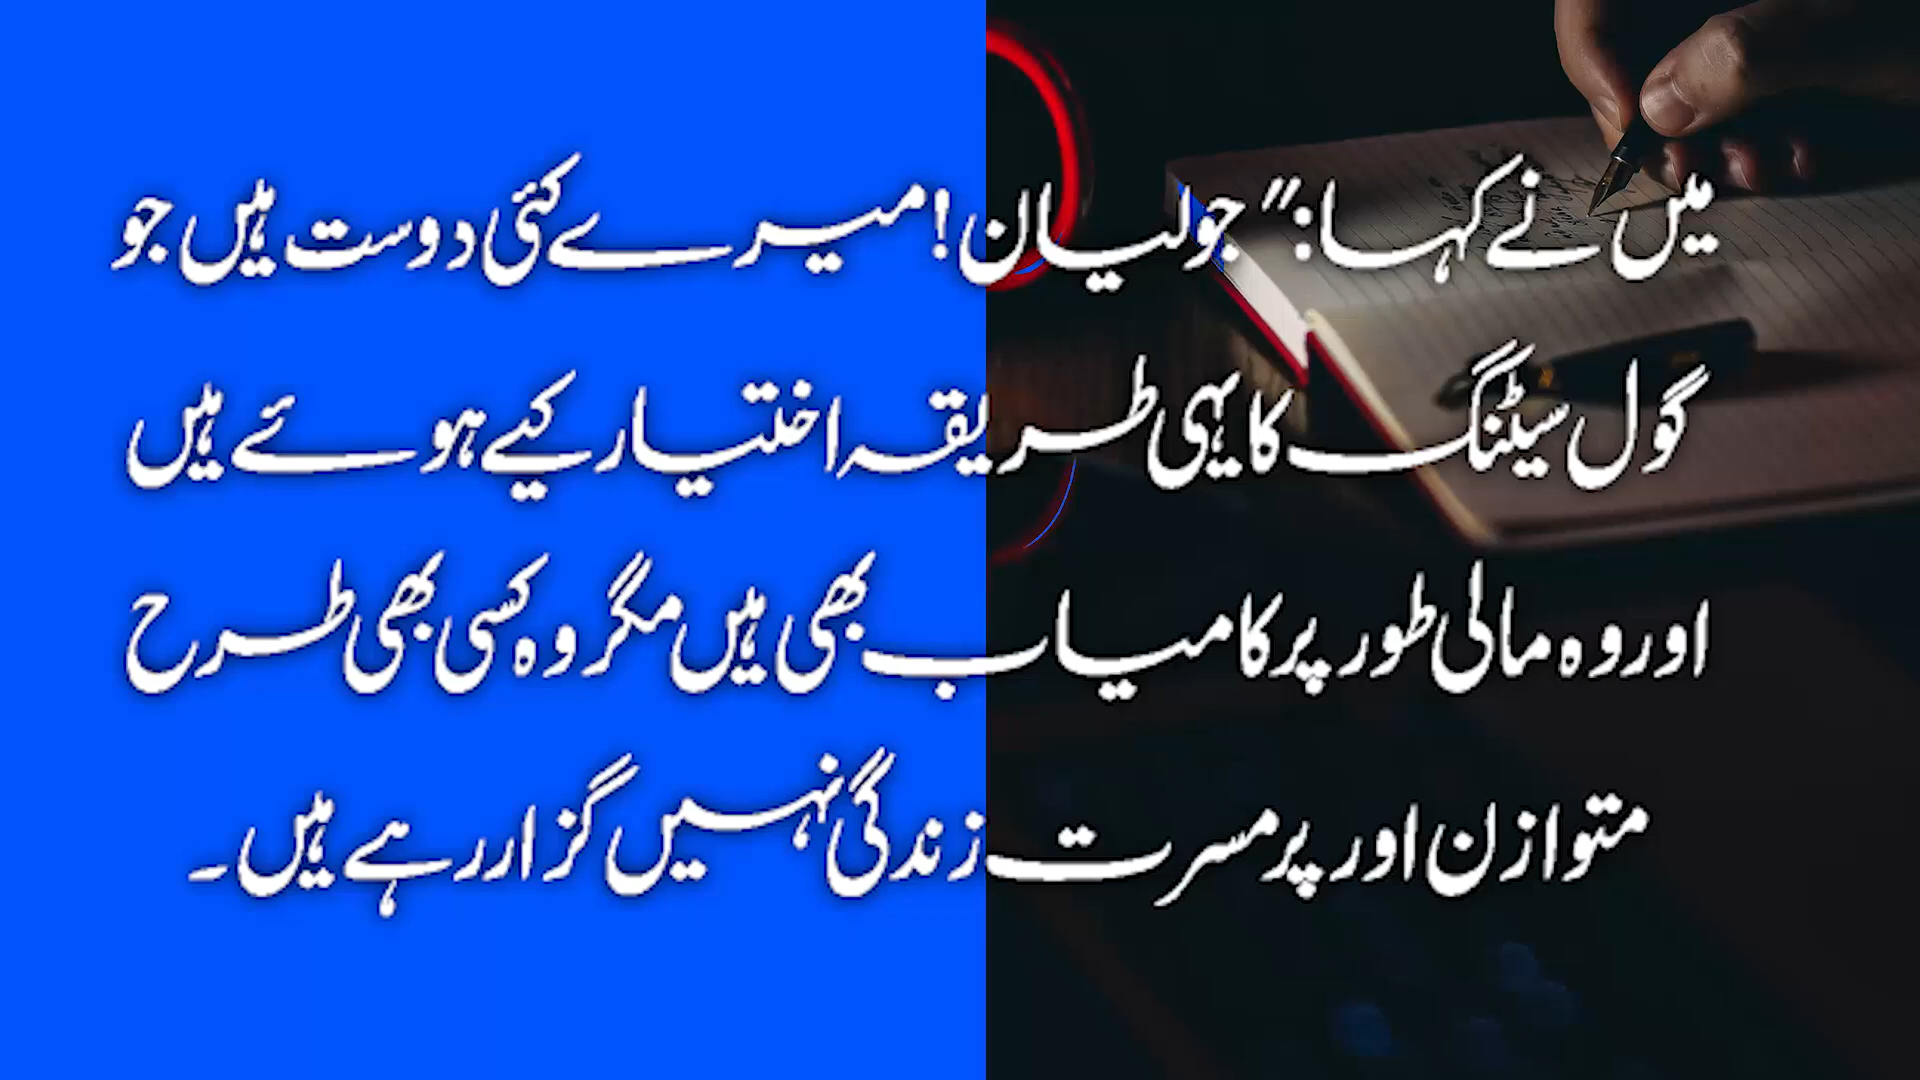 میں نے کہا: ”جولیان! میرے کئی دوست ہیں جو
گول سیٹنگ کا یہی طریقہ اختیار کیے ہوئے ہیں
اور وہ مالی طور پر کامیاب بھی ہیں مگر وہ کسی بھی طرح
متوازن اور پرمسرت زندگی نہیں گزار رہے ہیں۔